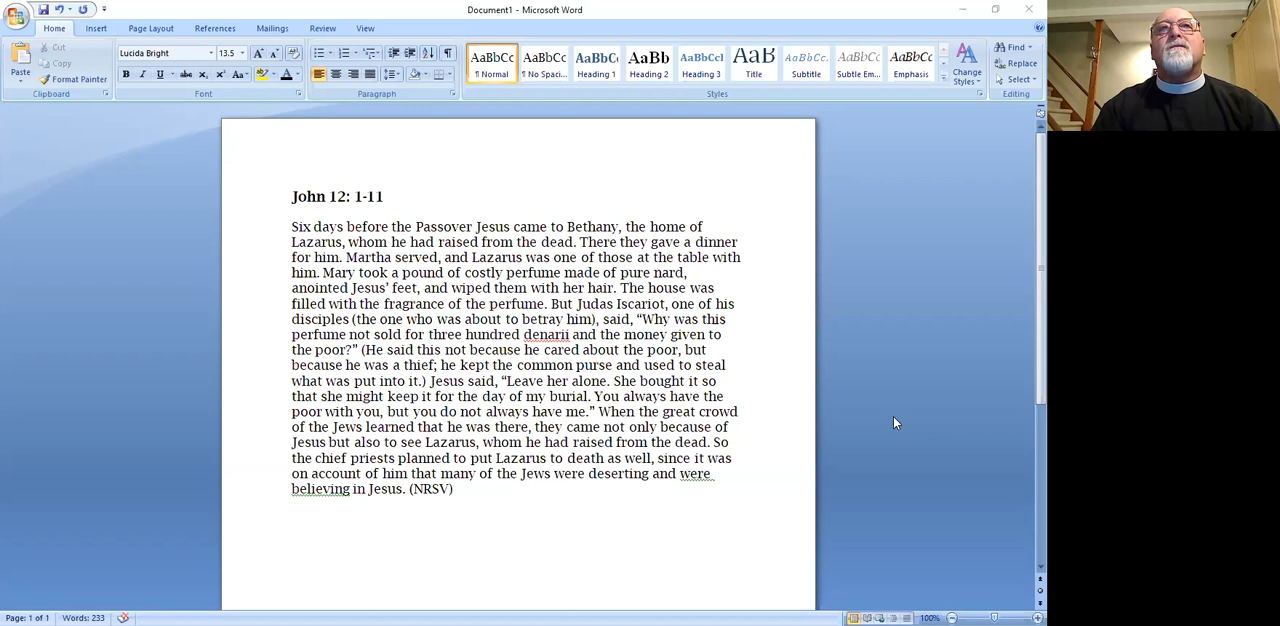 Document1 - Microsoft Word
Home Insert Page Layout References Mailings Review View
Paste
Cut
Copy
Format Painter
Clipboard
Lucida Bright 13.5
Font
Paragraph
AaBbCc AaBbCc AaBbC AaBb AaBbCcI AaB AaBbCc. AaBbCc AaBbCc
¶ Normal ¶ No Spaci... Heading 1 Heading 2 Heading 3 Title Subtitle Subtle Em... Emphasis
Change
Styles
Styles
Find
Replace
Select
Editing
John 12: 1-11
Six days before the Passover Jesus came to Bethany, the home of
Lazarus, whom he had raised from the dead. There they gave a dinner
for him. Martha served, and Lazarus was one of those at the table with
him. Mary took a pound of costly perfume made of pure nard,
anointed Jesus’ feet, and wiped them with her hair. The house was
filled with the fragrance of the perfume. But Judas Iscariot, one of his
disciples (the one who was about to betray him), said, “Why was this
perfume not sold for three hundred denarii and the money given to
the poor?” (He said this not because he cared about the poor, but
because he was a thief; he kept the common purse and used to steal
what was put into it.) Jesus said, “Leave her alone. She bought it so
that she might keep it for the day of my burial. You always have the
poor with you, but you do not always have me.” When the great crowd
of the Jews learned that he was there, they came not only because of
Jesus but also to see Lazarus, whom he had raised from the dead. So
the chief priests planned to put Lazarus to death as well, since it was
on account of him that many of the Jews were deserting and were
believing in Jesus. (NRSV)
Page: 1 of 1 Words: 233 100%